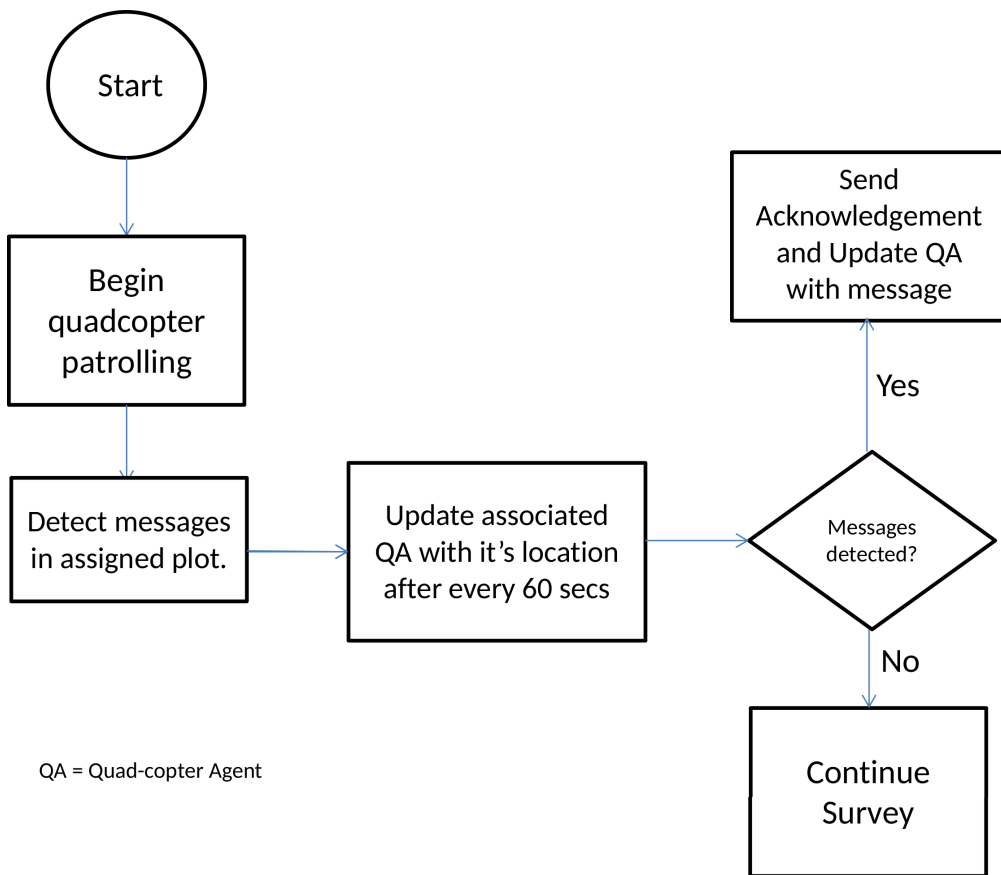 Start
Begin
quadcopter
patrolling
Detect messages
in assigned plot.
Update associated
QA with it’s location
after every 60 secs
Messages
detected?
Yes
Send
Acknowledgement
and Update QA
with message
No
Continue
Survey
QA = Quad-copter Agent